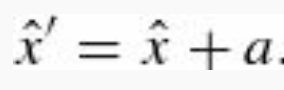 x̂′ = x̂ + a.